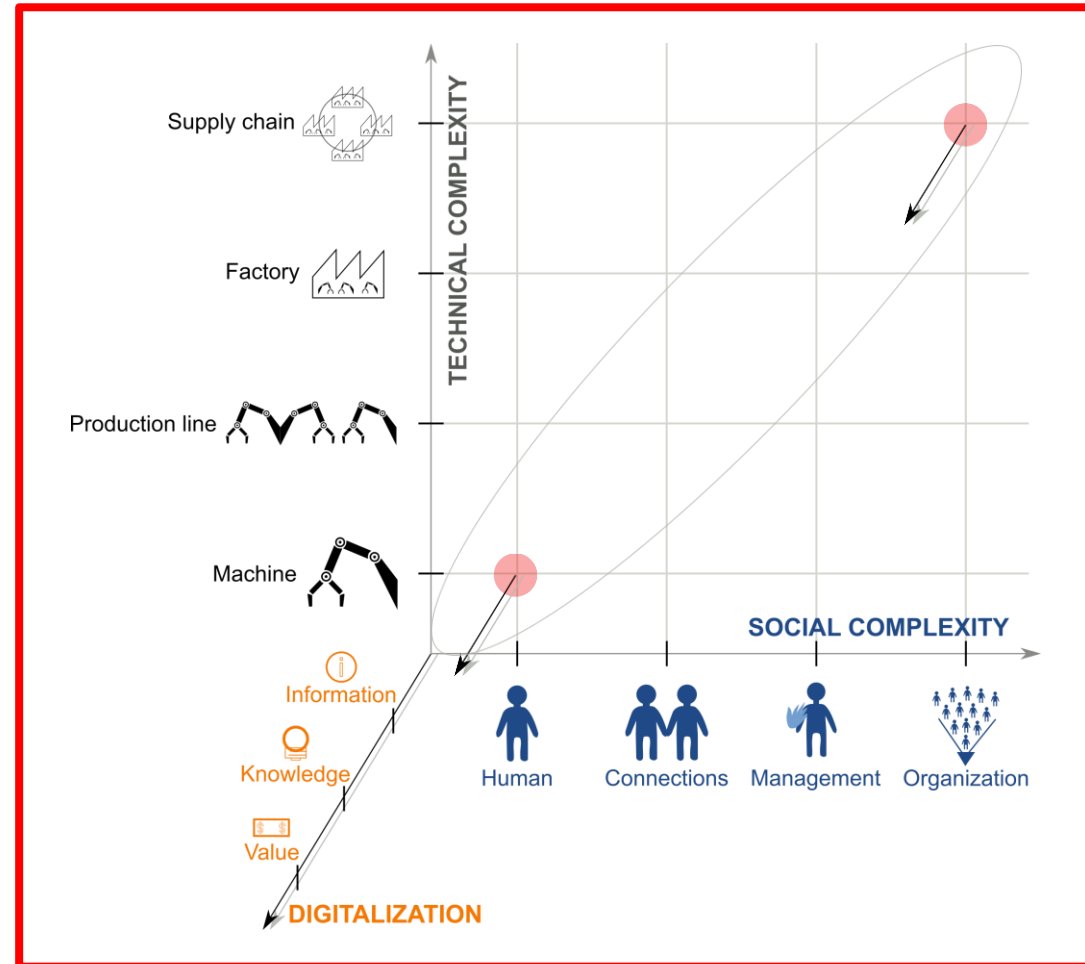 TECHNICAL COMPLEXITY
Supply chain
Factory
Production line
Machine
SOCIAL COMPLEXITY
Human
Connections
Management
Organization
i
Information
Knowledge
$ $
Value
DIGITALIZATION